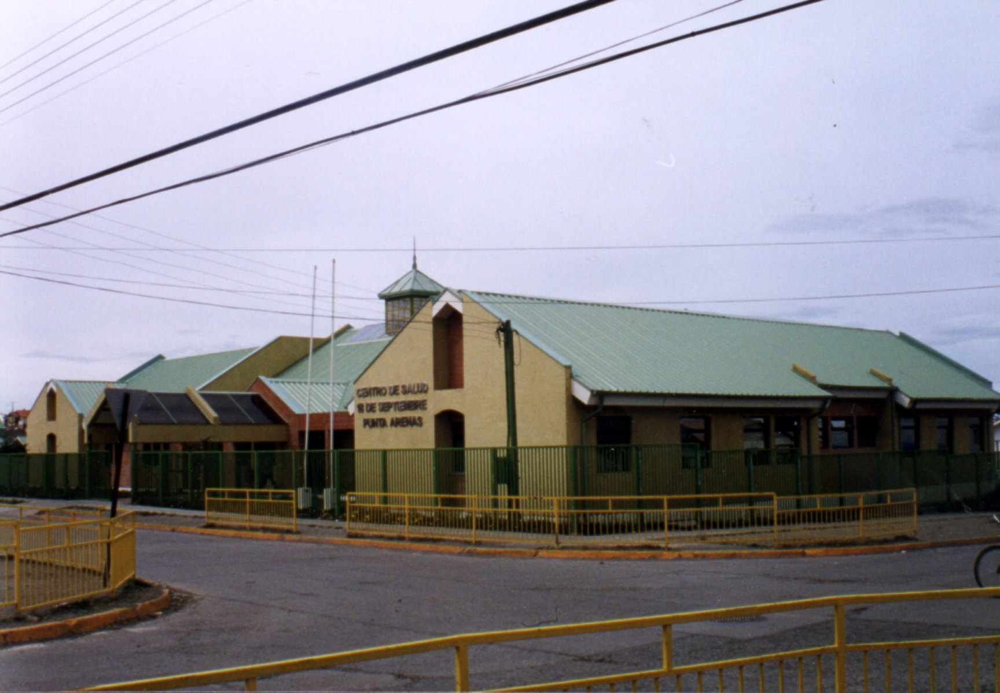 CENTRO DE SALUD
18 DE SEPTIEMBRE
PUNTA ARENAS